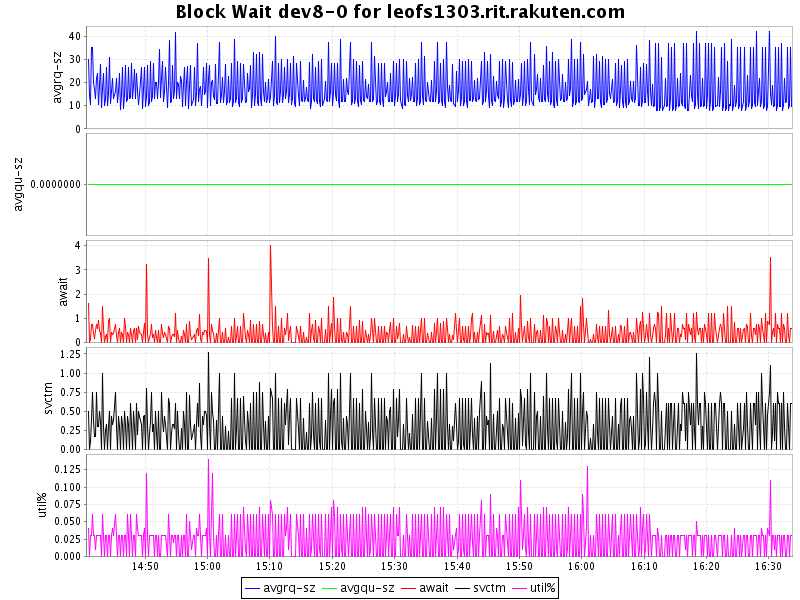 Block Wait dev8-0 for leofs1303.rit.rakuten.com
avgrq-sz
40
30
20
10
0
avgqu-sz
0.0000000
await
4
3
2
1
0
svctm
1.25
1.00
0.75
0.50
0.25
0.00
util%
0.125
0.100
0.075
0.050
0.025
0.000
14:50 15:00 15:10 15:20 15:30 15:40 15:50 16:00 16:10 16:20 16:30
avgrq-sz avgqu-sz await svctm util%